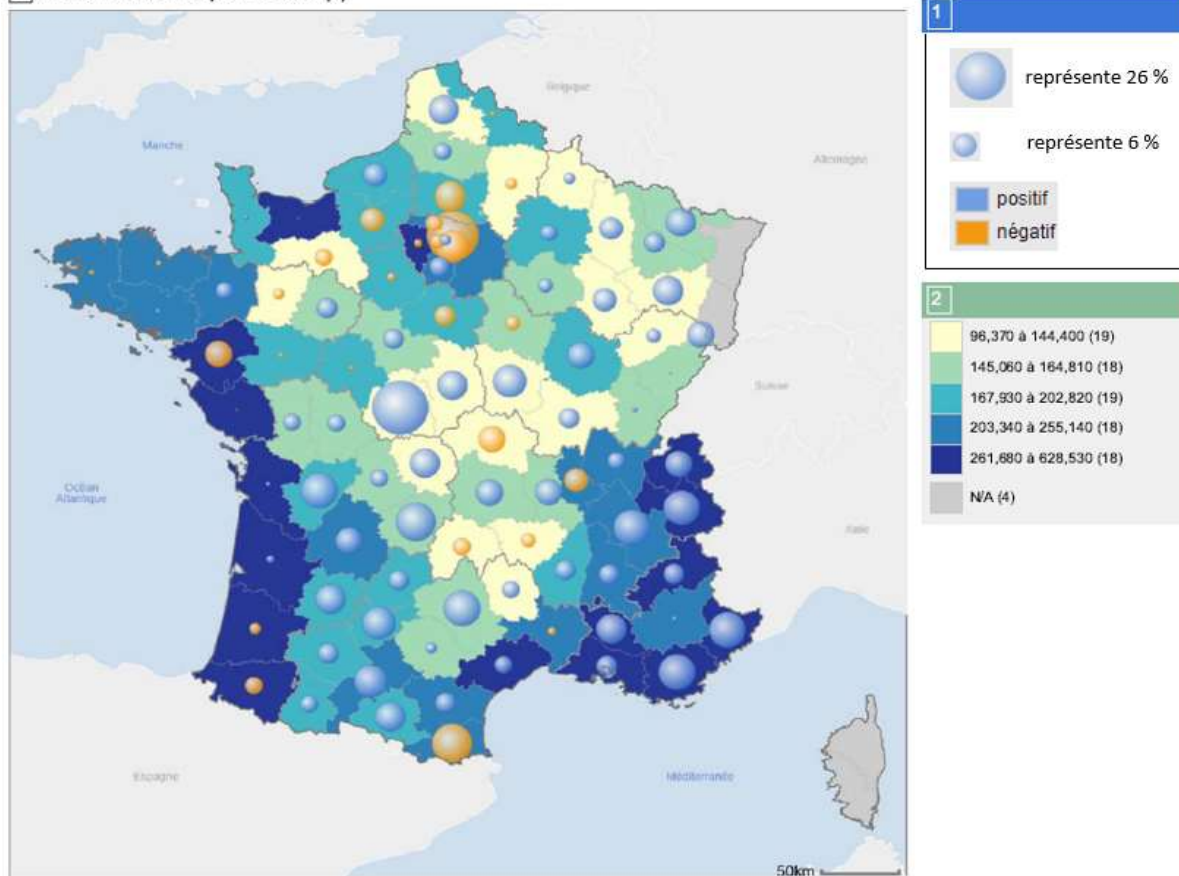 1
représente 26 %
représente 6 %
positif
négatif
2
96,370 à 144,400 (19)
145,060 à 164,810 (18)
167,930 à 202,820 (19)
203,340 à 255,140 (18)
261,680 à 628,530 (18)
N/A (4)
Belgique
Manche
Allemagne
Suisse
Océan
Atlantique
Italie
Espagne
Méditerranée
50km